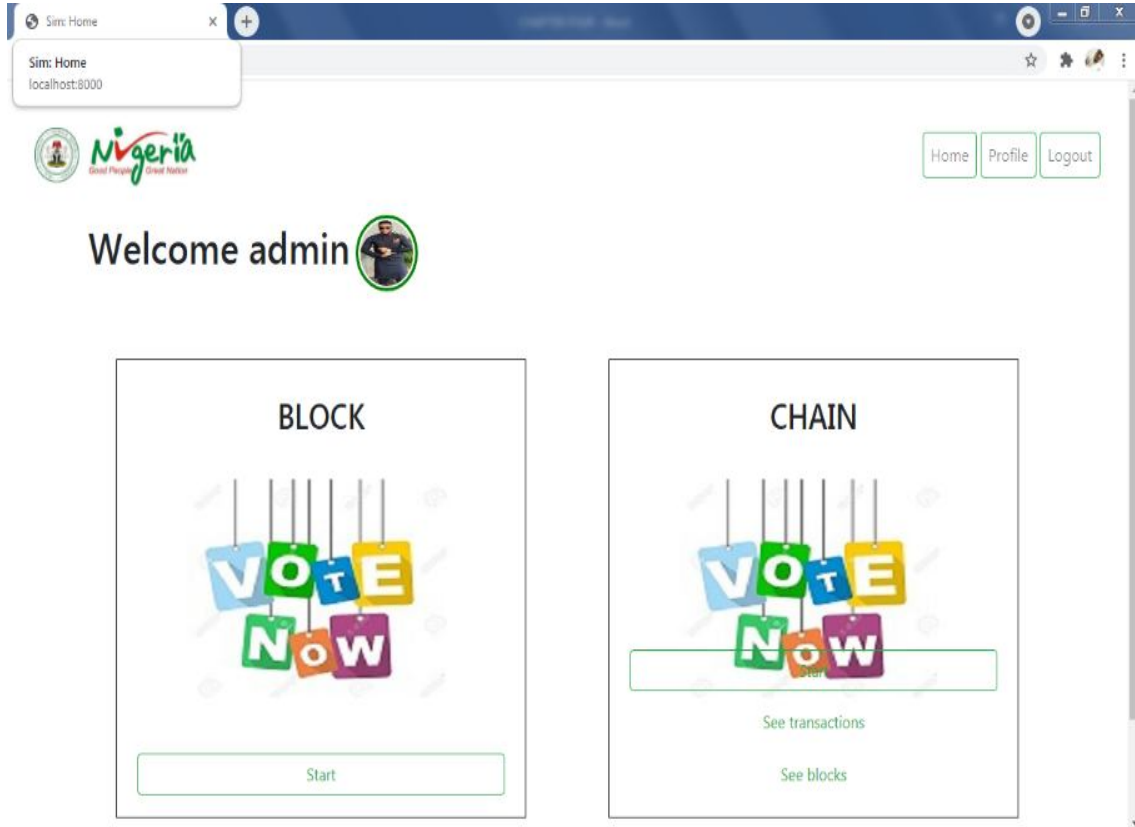 Sim: Home
Sim: Home
localhost:8000
Nigeria
Good People Great Nation
Home Profile Logout
Welcome admin
BLOCK
VOTE
NOW
Start
CHAIN
VOTE
NOW
Start
See transactions
See blocks